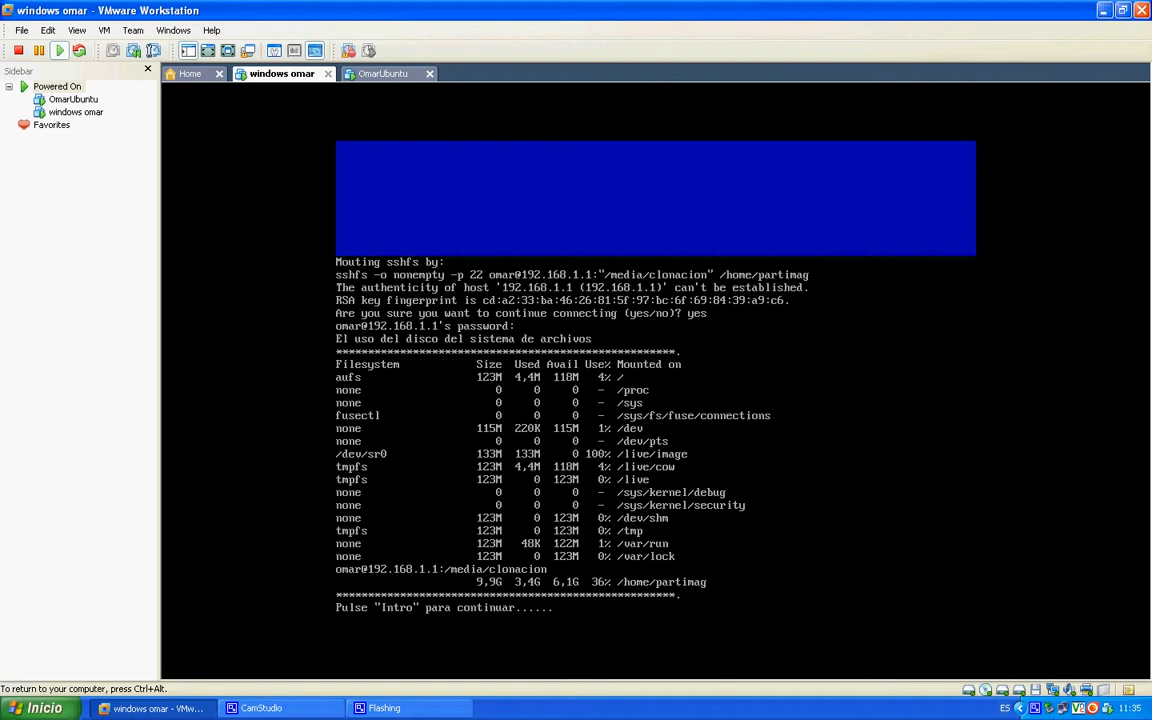 windows omar - VMware Workstation
File Edit View VM Team Windows Help
Sidebar
Home
windows omar
OmarUbuntu
Powered On
OmarUbuntu
windows omar
Favorites
Mouting sshfs by:
sshfs -o nonempty -p 22 omar@192.168.1.1:"/media/clonacion" /home/partimag
The authenticity of host '192.168.1.1 (192.168.1.1)' can't be established.
RSA key fingerprint is cd:a2:33:ba:46:26:81:5f:97:bc:6f:69:84:39:a9:c6.
Are you sure you want to continue connecting (yes/no)? yes
omar@192.168.1.1's password:
El uso del disco del sistema de archivos
*********************************************************.
Filesystem Size Used Avail Use% Mounted on
aufs 123M 4,4M 118M 4% /
none 0 0 0 - /proc
none 0 0 0 - /sys
fusectl 0 0 0 - /sys/fs/fuse/connections
none 115M 220K 115M 1% /dev
none 0 0 0 - /dev/pts
/dev/sr0 133M 133M 0 100% /live/image
tmpfs 123M 4,4M 118M 4% /live/cow
tmpfs 123M 0 123M 0% /live
none 0 0 0 - /sys/kernel/debug
none 0 0 0 - /sys/kernel/security
none 123M 0 123M 0% /dev/shm
tmpfs 123M 0 123M 0% /tmp
none 123M 48K 122M 1% /var/run
none 123M 0 123M 0% /var/lock
omar@192.168.1.1:/media/clonacion
9,9G 3,4G 6,1G 36% /home/partimag
*********************************************************.
Pulse "Intro" para continuar......
To return to your computer, press Ctrl+Alt.
Inicio
windows omar - VMw...
CamStudio
Flashing
ES
11:35